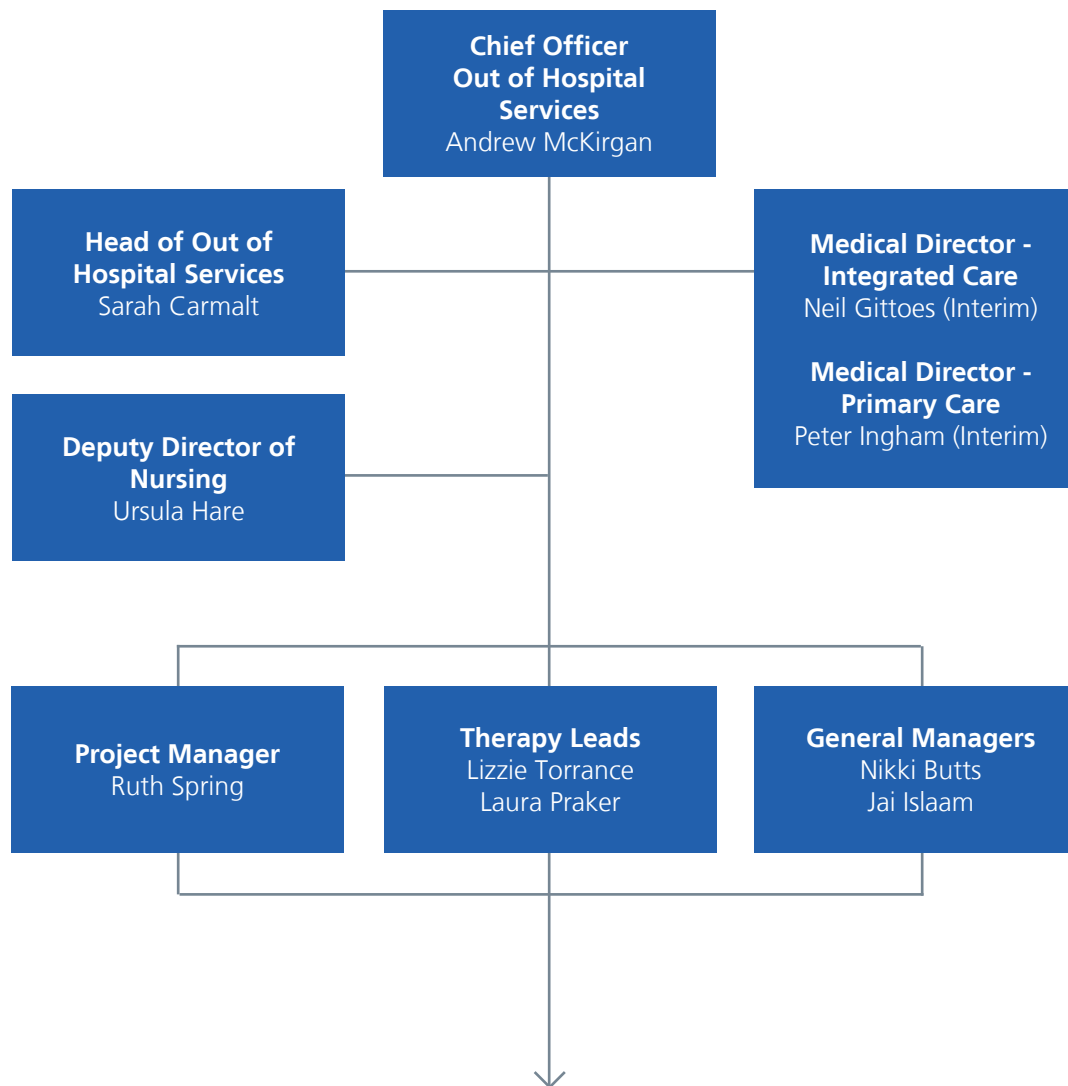 Chief Officer
Out of Hospital
Services
Andrew McKirgan
Head of Out of
Hospital Services
Sarah Carmalt
Medical Director -
Integrated Care
Neil Gittoes (Interim)
Medical Director -
Primary Care
Peter Ingham (Interim)
Deputy Director of
Nursing
Ursula Hare
Project Manager
Ruth Spring
Therapy Leads
Lizzie Torrance
Laura Praker
General Managers
Nikki Butts
Jai Islaam